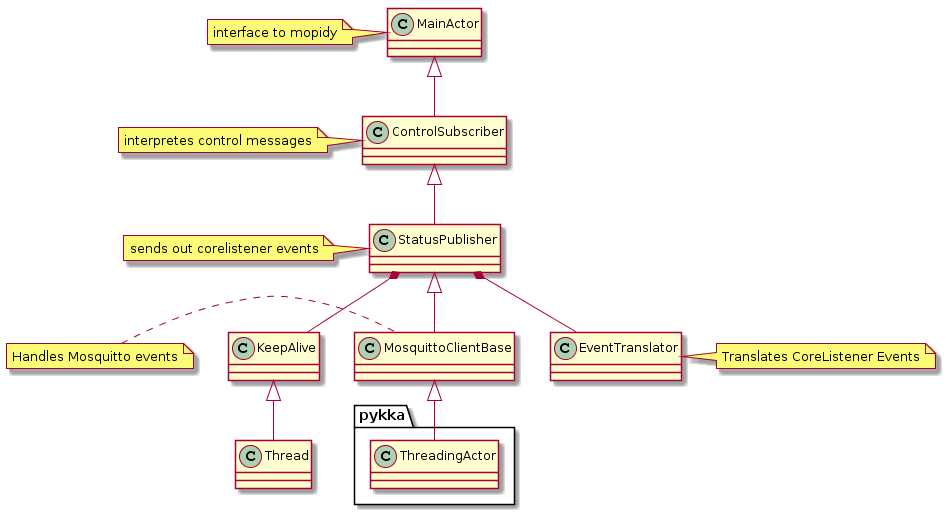 C MainActor
interface to mopidy
C ControlSubscriber
interpretes control messages
C StatusPublisher
sends out corelistener events
C KeepAlive
C MosquittoClientBase
C EventTranslator
Handles Mosquitto events
Translates CoreListener Events
pykka
C Thread
C ThreadingActor